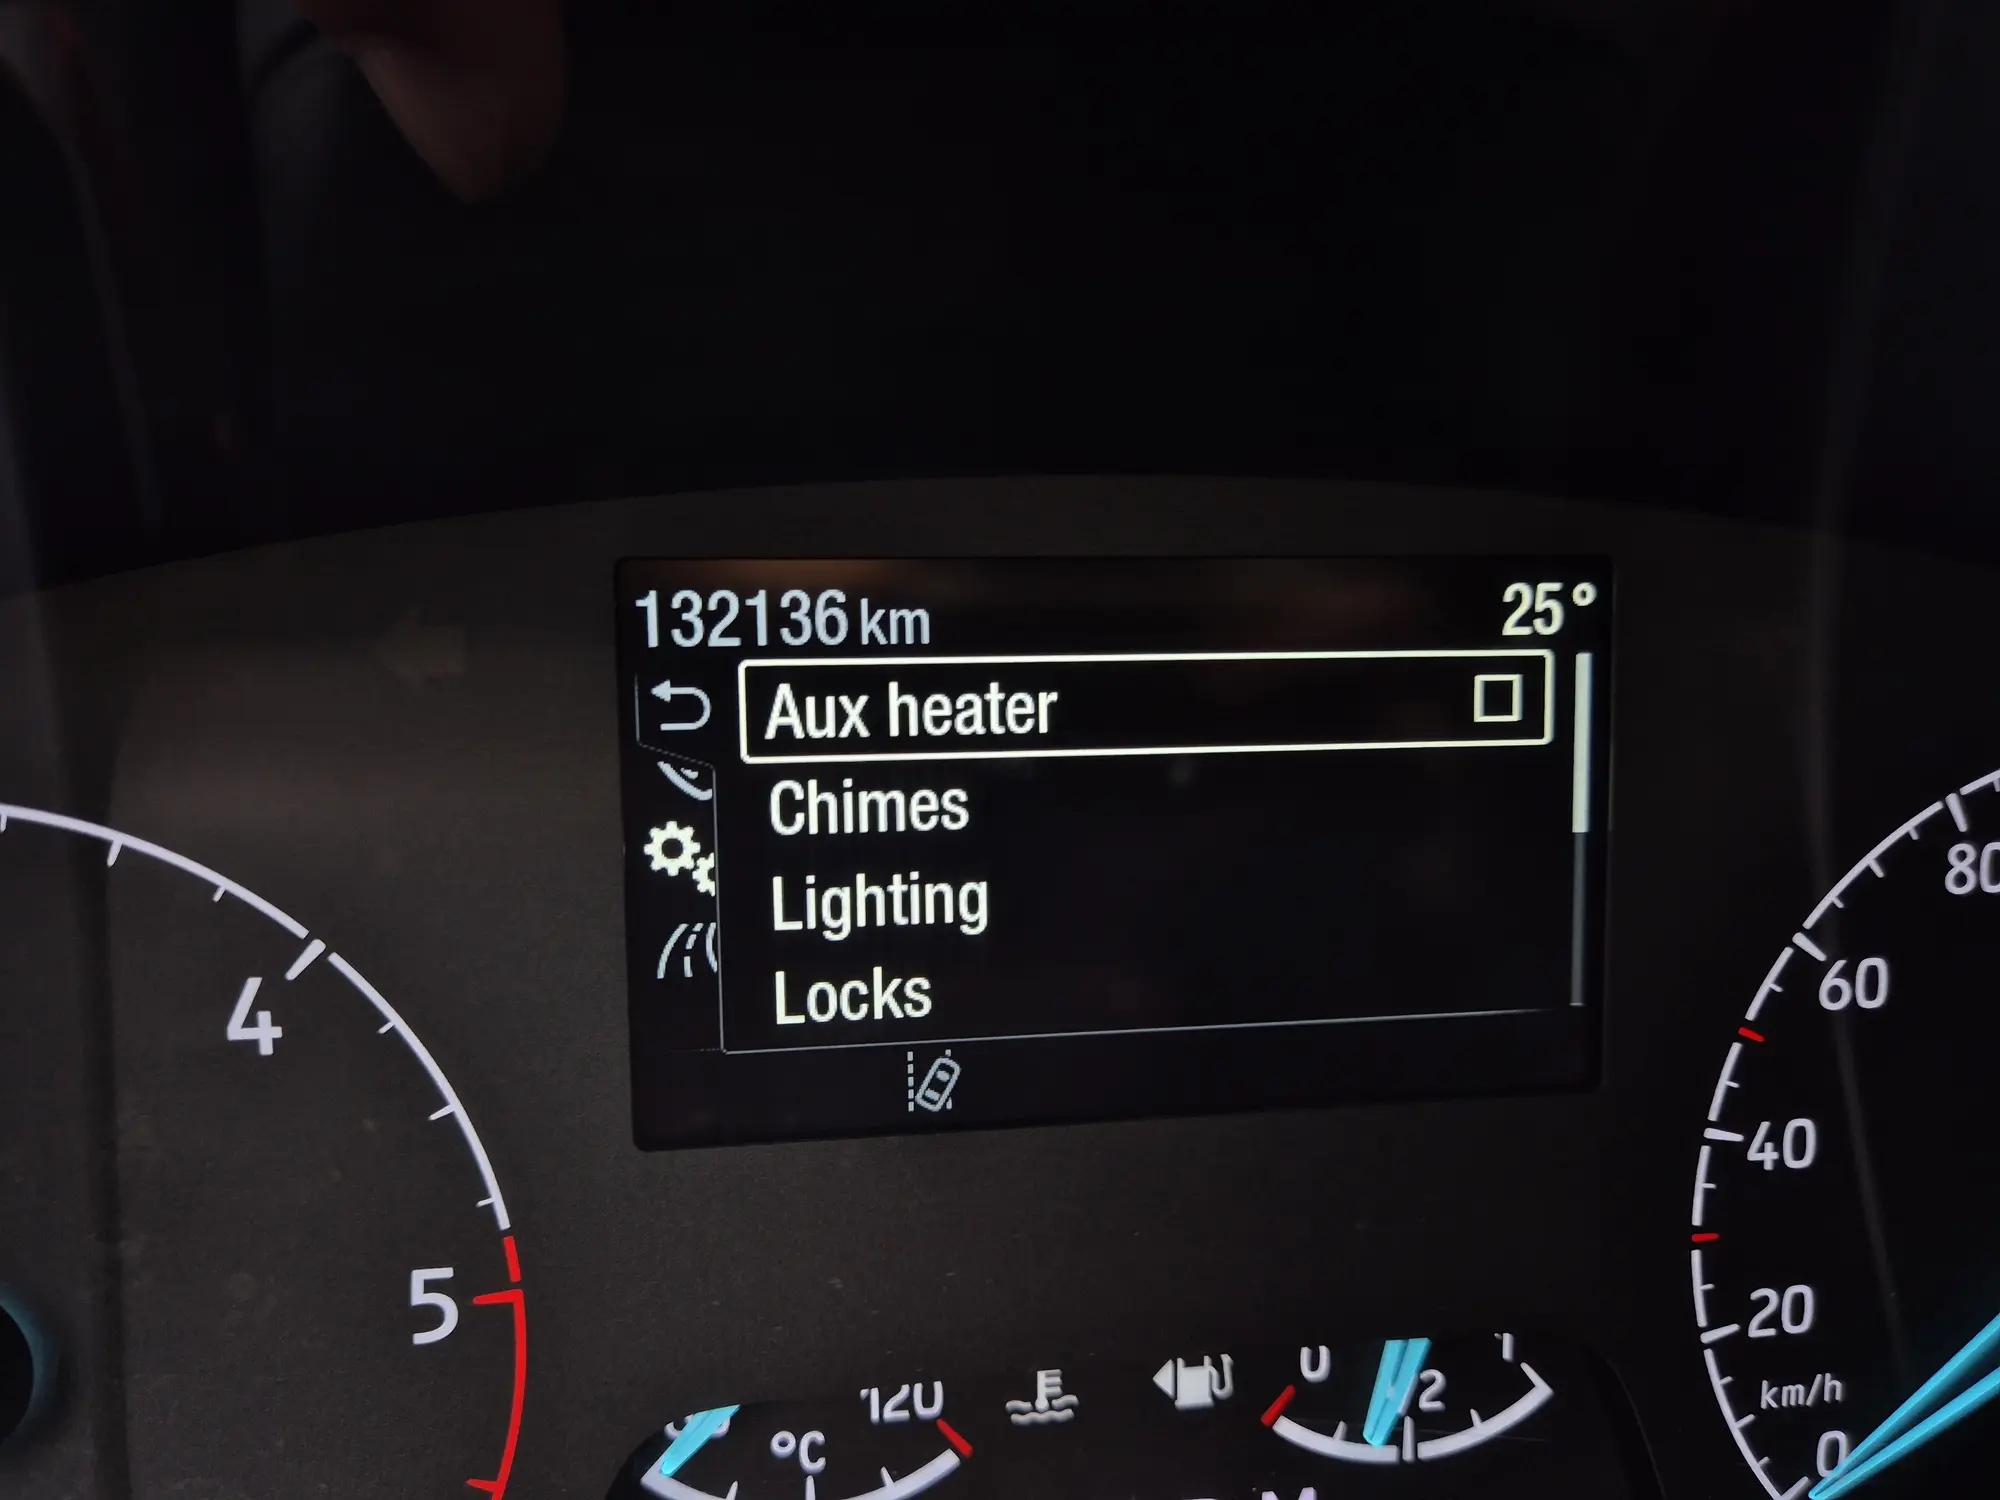 132136 km 25°
Aux heater
Chimes
Lighting
Locks
4
5
80
60
40
20
km/h
0
120
°C
0
1/2
1